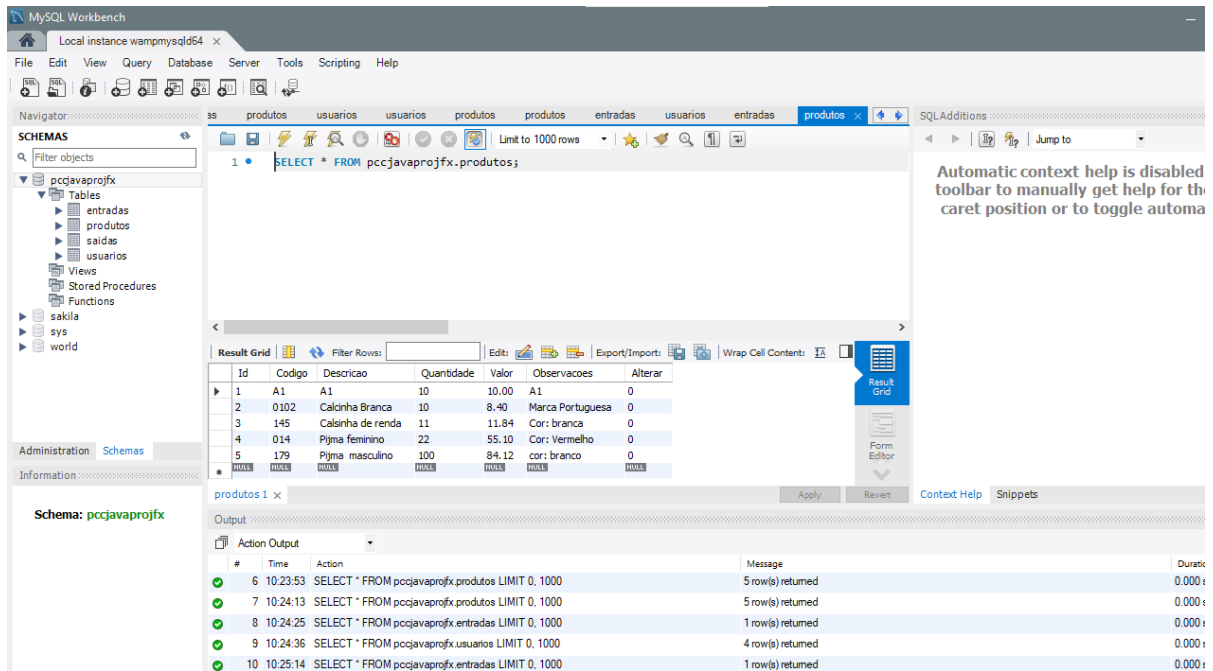 MySQL Workbench
Local instance wampmysqld64 ×
File Edit View Query Database Server Tools Scripting Help
Navigator
SCHEMAS
Filter objects
pccjavaprojfx
Tables
entradas
produtos
saidas
usuarios
Views
Stored Procedures
Functions
sakila
sys
world
Administration Schemas
Information
Schema: pccjavaprojfx
as produtos usuarios usuarios produtos produtos entradas usuarios entradas produtos ×
Limit to 1000 rows
1 SELECT * FROM pccjavaprojfx.produtos;
Result Grid Filter Rows: Edit: Export/Import: Wrap Cell Content:
Id Codigo Descricao Quantidade Valor Observacoes Alterar
1 A1 A1 10 10.00 A1 0
2 0102 Calcinha Branca 10 8.40 Marca Portuguesa 0
3 145 Calsinha de renda 11 11.84 Cor: branca 0
4 014 Pijma feminino 22 55.10 Cor: Vermelho 0
5 179 Pijma masculino 100 84.12 cor: branco 0
NULL NULL NULL NULL NULL NULL NULL
Result Grid
Form Editor
produtos 1 × Apply Revert
SQLAdditions
Jump to
Automatic context help is disabled
toolbar to manually get help for the
caret position or to toggle automa
Context Help Snippets
Output
Action Output
# Time Action Message Duratio
6 10:23:53 SELECT * FROM pccjavaprojfx.produtos LIMIT 0, 1000 5 row(s) returned 0.000 s
7 10:24:13 SELECT * FROM pccjavaprojfx.produtos LIMIT 0, 1000 5 row(s) returned 0.000 s
8 10:24:25 SELECT * FROM pccjavaprojfx.entradas LIMIT 0, 1000 1 row(s) returned 0.000 s
9 10:24:36 SELECT * FROM pccjavaprojfx.usuarios LIMIT 0, 1000 4 row(s) returned 0.000 s
10 10:25:14 SELECT * FROM pccjavaprojfx.entradas LIMIT 0, 1000 1 row(s) returned 0.000 s